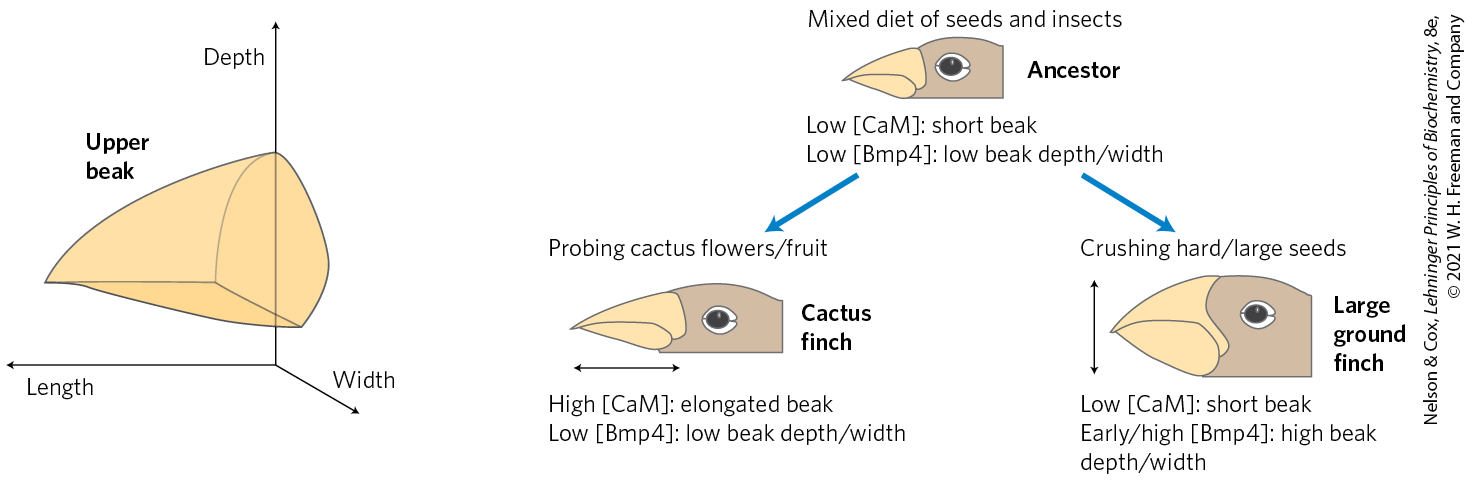 Depth
Upper
beak
Length
Width
Mixed diet of seeds and insects
Ancestor
Low [CaM]: short beak
Low [Bmp4]: low beak depth/width
Probing cactus flowers/fruit
Cactus
finch
High [CaM]: elongated beak
Low [Bmp4]: low beak depth/width
Crushing hard/large seeds
Large
ground
finch
Low [CaM]: short beak
Early/high [Bmp4]: high beak
depth/width
Nelson & Cox, Lehninger Principles of Biochemistry, 8e,
© 2021 W. H. Freeman and Company